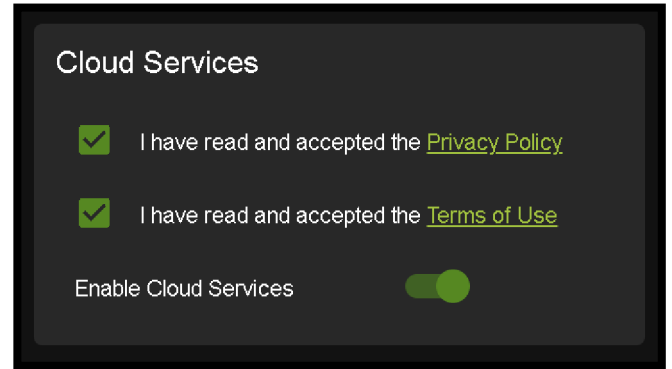 Cloud Services
I have read and accepted the Privacy Policy
I have read and accepted the Terms of Use
Enable Cloud Services